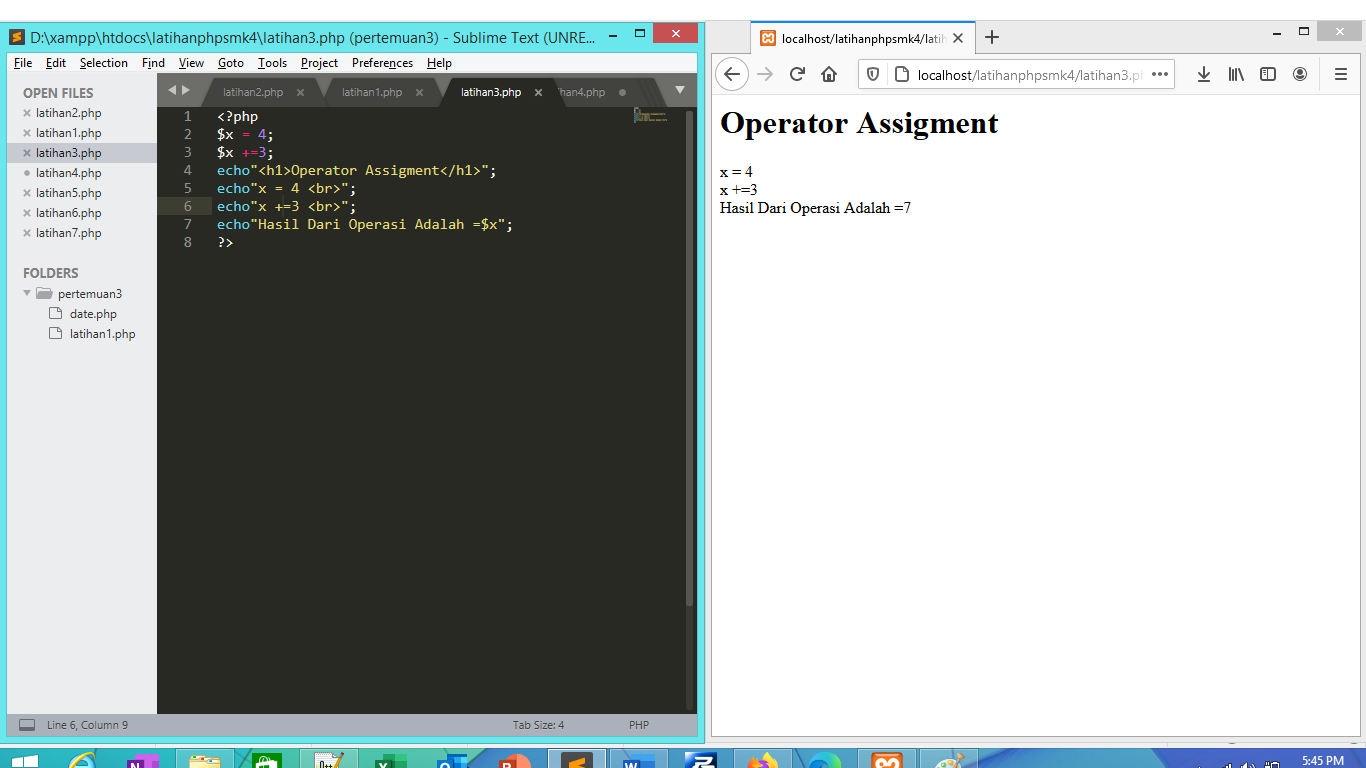 D:\xampp\htdocs\latihanphpsmk4\latihan3.php (pertemuan3) - Sublime Text (UNRE...
File Edit Selection Find View Goto Tools Project Preferences Help
OPEN FILES
latihan2.php
latihan1.php
latihan3.php
latihan4.php
latihan5.php
latihan6.php
latihan7.php
FOLDERS
pertemuan3
date.php
latihan1.php
latihan2.php latihan1.php latihan3.php han4.php
1 <?php
2 $x = 4;
3 $x +=3;
4 echo"<h1>Operator Assigment</h1>";
5 echo"x = 4 <br>";
6 echo"x +=3 <br>";
7 echo"Hasil Dari Operasi Adalah =$x";
8 ?>
Line 6, Column 9 Tab Size: 4 PHP
localhost/latihanphpsmk4/latih
localhost/latihanphpsmk4/latihan3.p
Operator Assigment
x = 4
x +=3
Hasil Dari Operasi Adalah =7
5:45 PM